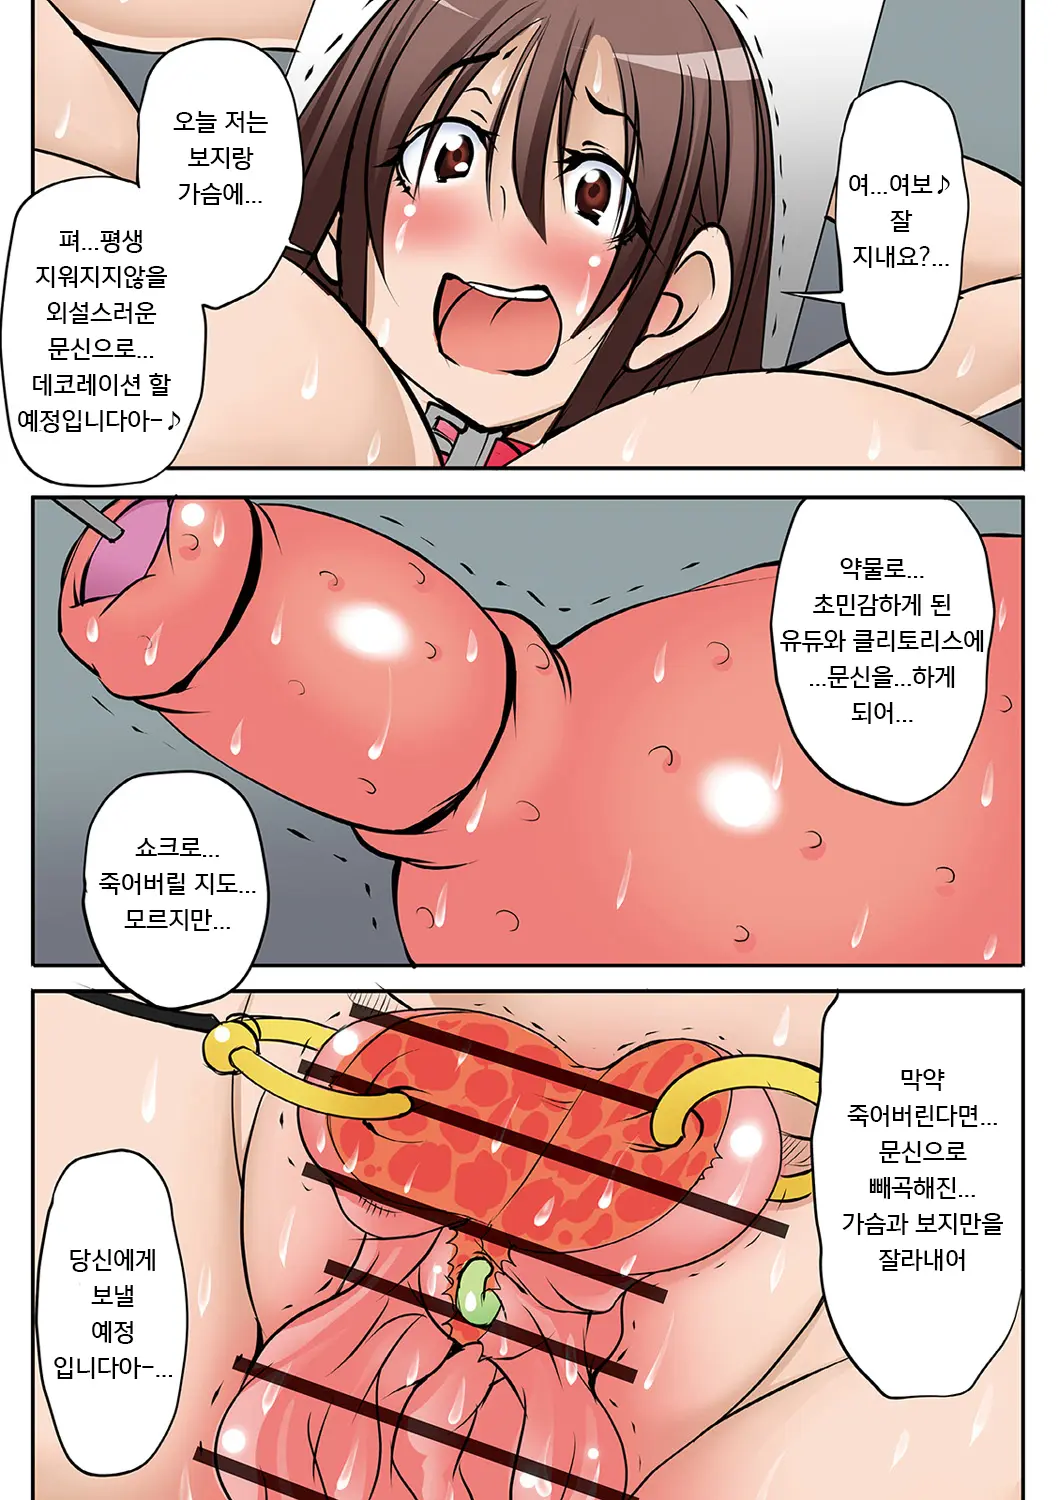 여...여보♪
잘
지내요?...
오늘 저는
보지랑
가슴에...
펴...평생
지워지지않을
외설스러운
문신으로...
데코레이션 할
예정입니다아-♪
약물로...
초민감하게 된
유듀와 클리토리스에
...문신을...하게
되어...
쇼크로...
죽어버릴 지도...
모르지만...
막약
죽어버린다면...
문신으로
빼곡해진...
가슴과 보지만을
잘라내어
당신에게
보낼
예정
입니다아-...